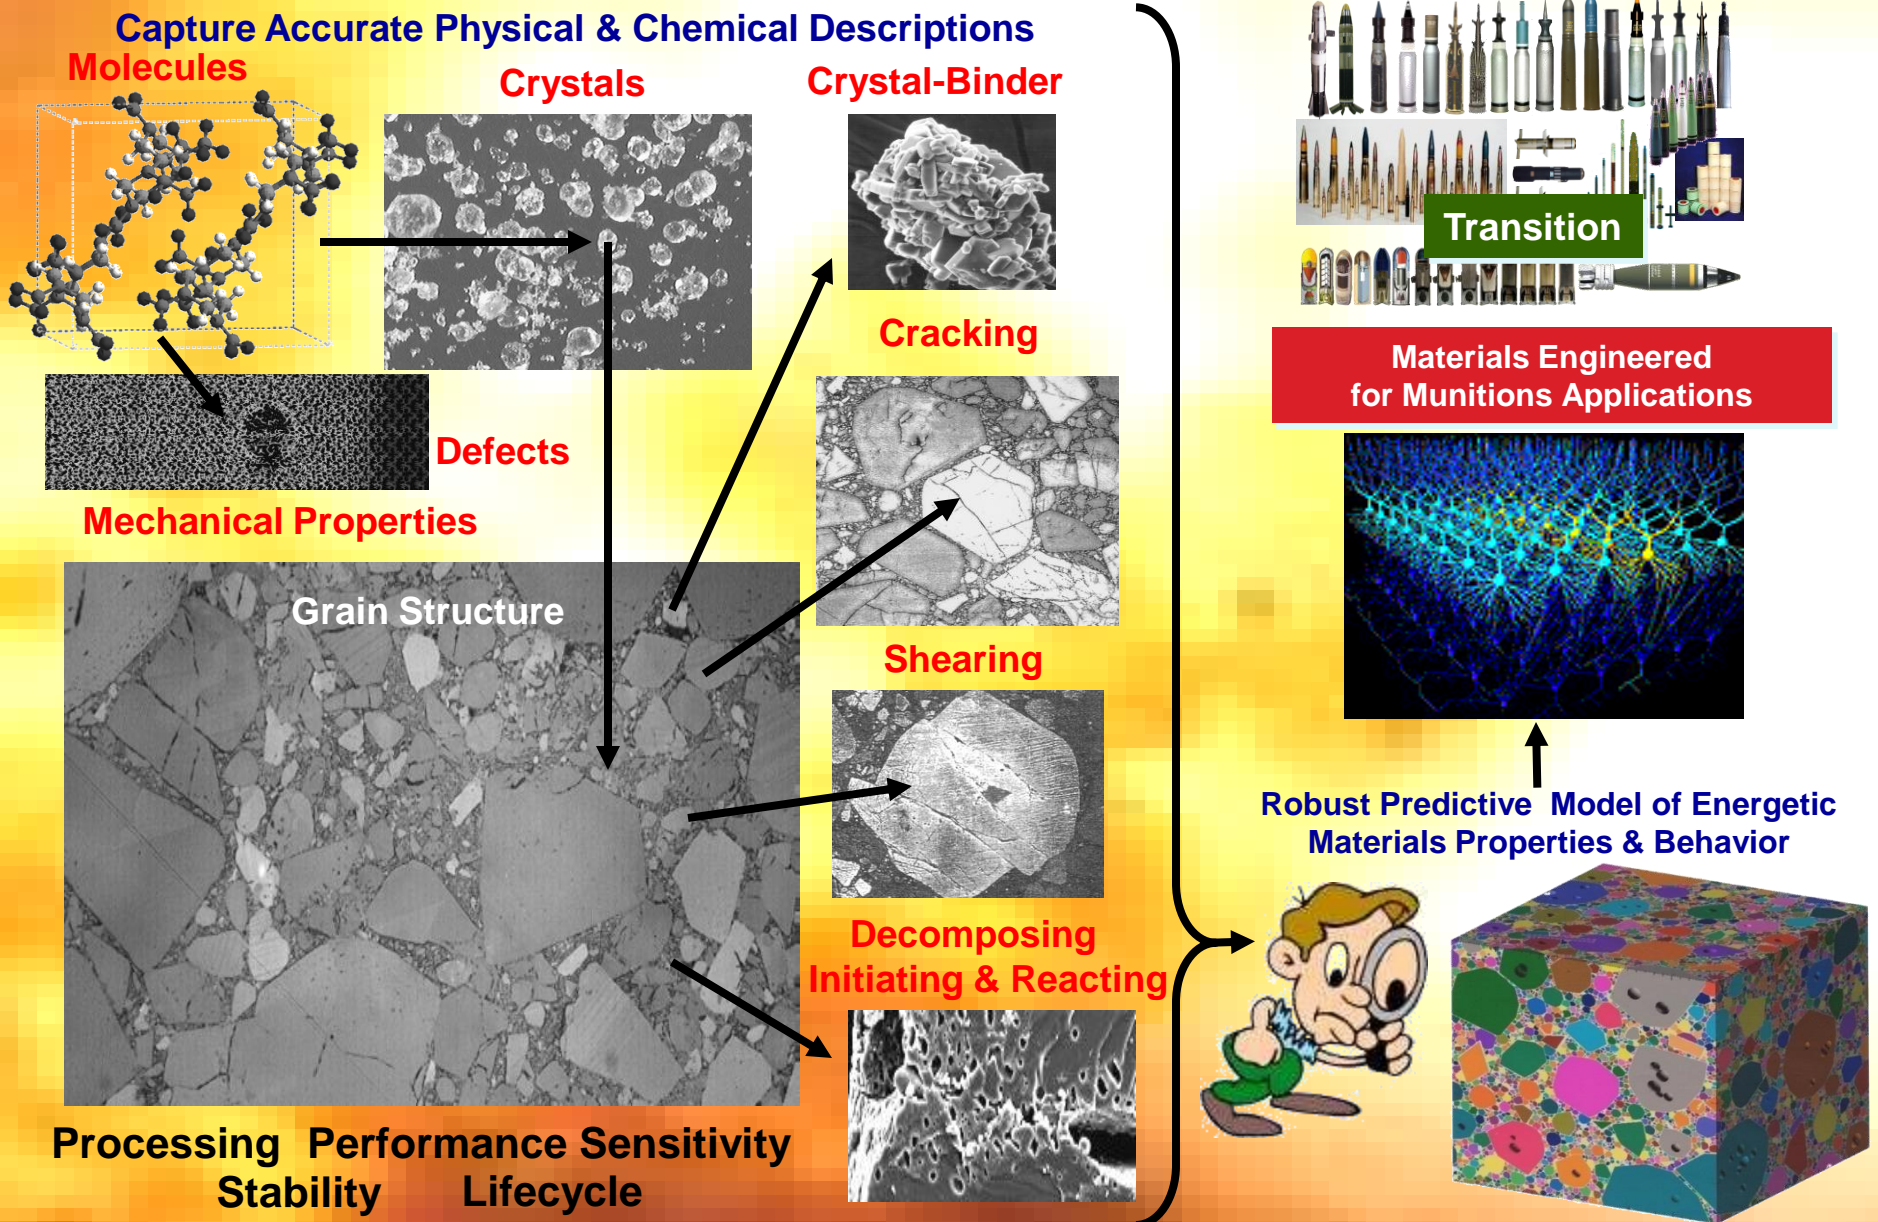 Capture Accurate Physical & Chemical Descriptions
Molecules
Crystals
Crystal-Binder
Defects
Mechanical Properties
Grain Structure
Cracking
Shearing
Decomposing
Initiating & Reacting
Processing Performance Sensitivity
Stability Lifecycle
Transition
Materials Engineered
for Munitions Applications
Robust Predictive Model of Energetic
Materials Properties & Behavior